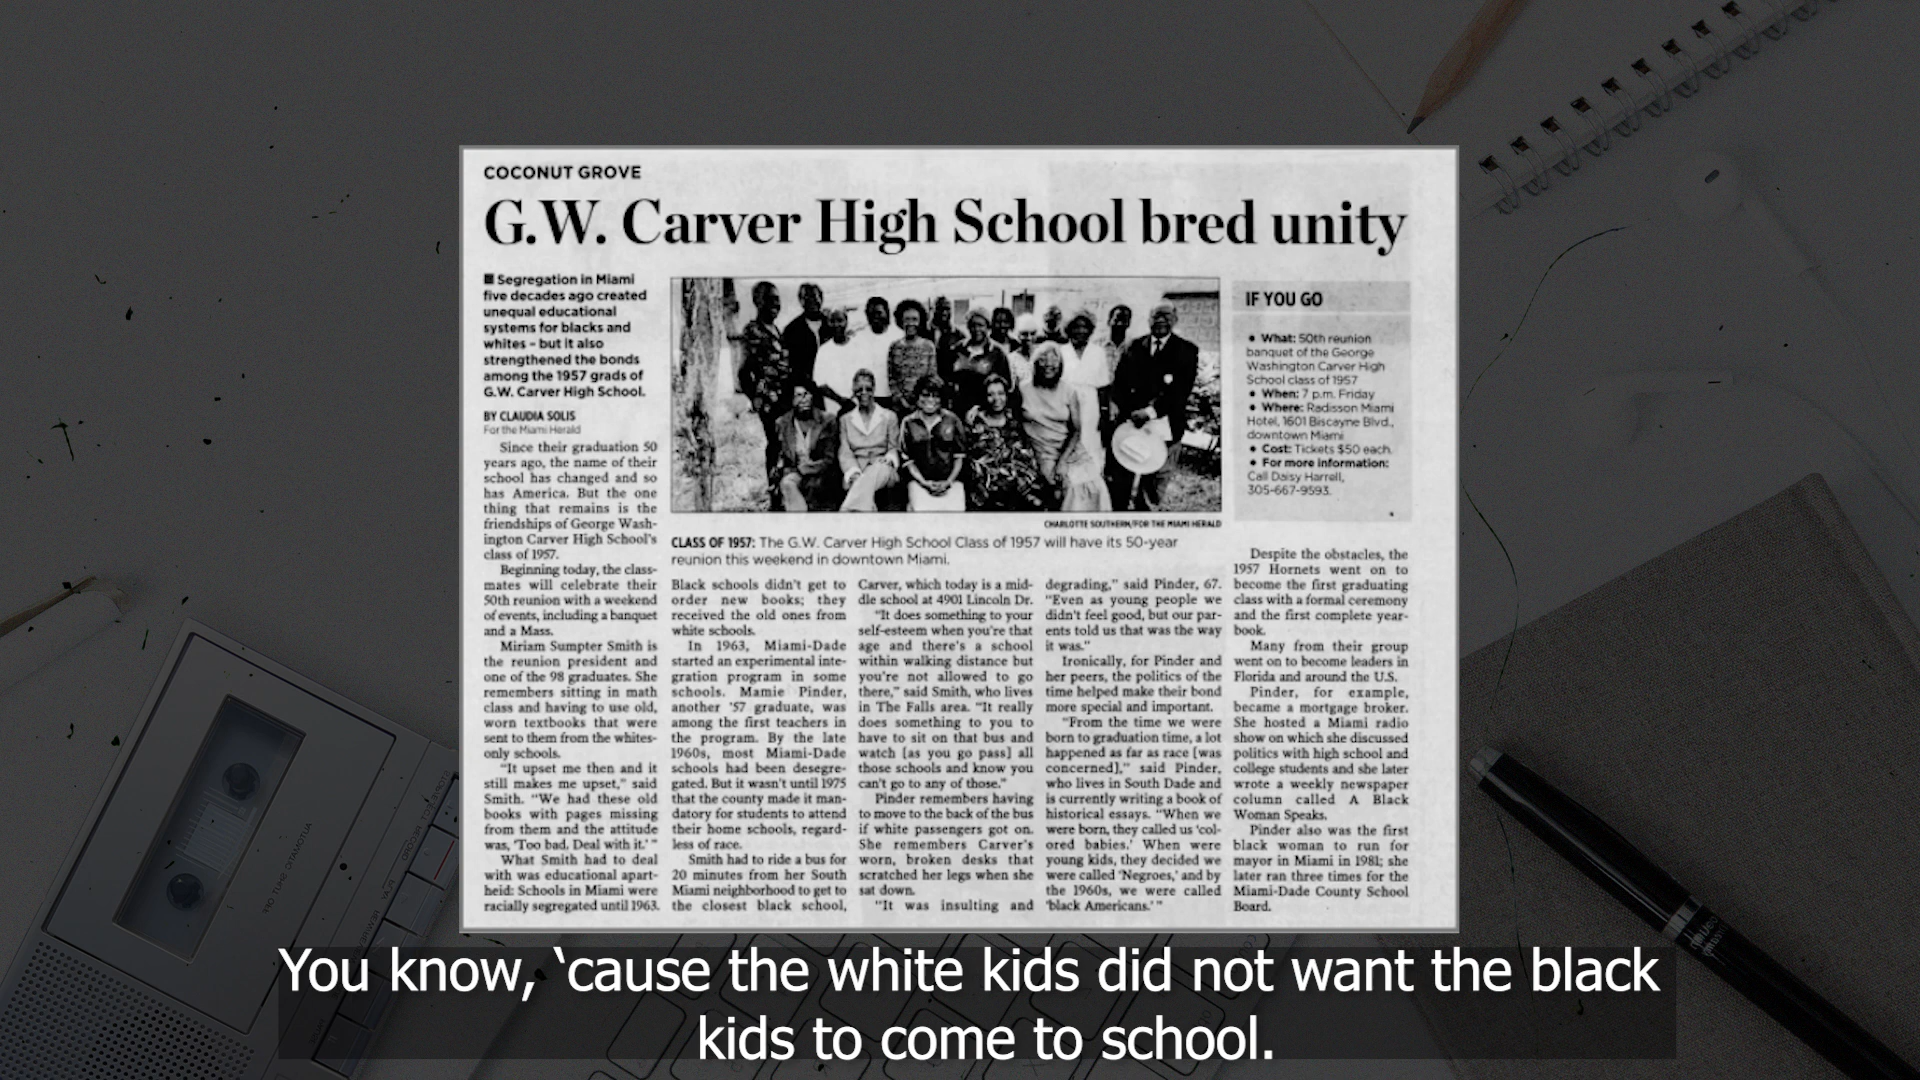 COCONUT GROVE
G.W. Carver High School bred unity
■ Segregation in Miami
five decades ago created
unequal educational
systems for blacks and
whites – but it also
strengthened the bonds
among the 1957 grads of
G.W. Carver High School.
BY CLAUDIA SOLIS
For the Miami Herald
Since their graduation 50
years ago, the name of their
school has changed and so
has America. But the one
thing that remains is the
friendships of George Wash-
ington Carver High School's
class of 1957.
Beginning today, the class-
mates will celebrate their
50th reunion with a weekend
of events, including a banquet
and a Mass.
Miriam Sumpter Smith is
the reunion president and
one of the 98 graduates. She
remembers sitting in math
class and having to use old,
worn textbooks that were
sent to them from the whites-
only schools.
"It upset me then and it
still makes me upset," said
Smith. "We had these old
books with pages missing
from them and the attitude
was, 'Too bad. Deal with it.' "
What Smith had to deal
with was educational apart-
heid: Schools in Miami were
racially segregated until 1963.
CHARLOTTE SOUTHERN/FOR THE MIAMI HERALD
CLASS OF 1957: The G.W. Carver High School Class of 1957 will have its 50-year
reunion this weekend in downtown Miami.
Black schools didn't get to
order new books; they
received the old ones from
white schools.
In 1963, Miami-Dade
started an experimental inte-
gration program in some
schools. Mamie Pinder,
another '57 graduate, was
among the first teachers in
the program. By the late
1960s, most Miami-Dade
schools had been desegre-
gated. But it wasn't until 1975
that the county made it man-
datory for students to attend
their home schools, regard-
less of race.
Smith had to ride a bus for
20 minutes from her South
Miami neighborhood to get to
the closest black school,
Carver, which today is a mid-
dle school at 4901 Lincoln Dr.
"It does something to your
self-esteem when you're that
age and there's a school
within walking distance but
you're not allowed to go
there," said Smith, who lives
in The Falls area. "It really
does something to you to
have to sit on that bus and
watch [as you go pass] all
those schools and know you
can't go to any of those."
Pinder remembers having
to move to the back of the bus
if white passengers got on.
She remembers Carver's
worn, broken desks that
scratched her legs when she
sat down.
"It was insulting and
degrading," said Pinder, 67.
"Even as young people we
didn't feel good, but our par-
ents told us that was the way
it was."
Ironically, for Pinder and
her peers, the politics of the
time helped make their bond
more special and important.
"From the time we were
born to graduation time, a lot
happened as far as race [was
concerned]," said Pinder,
who lives in South Dade and
is currently writing a book of
historical essays. "When we
were born, they called us 'col-
ored babies.' When were
young kids, they decided we
were called 'Negroes,' and by
the 1960s, we were called
'black Americans.' "
IF YOU GO
• What: 50th reunion
banquet of the George
Washington Carver High
School class of 1957
• When: 7 p.m. Friday
• Where: Radisson Miami
Hotel, 1601 Biscayne Blvd.,
downtown Miami
• Cost: Tickets $50 each.
• For more information:
Call Daisy Harrell,
305-667-9593.
Despite the obstacles, the
1957 Hornets went on to
become the first graduating
class with a formal ceremony
and the first complete year-
book.
Many from their group
went on to become leaders in
Florida and around the U.S.
Pinder, for example,
became a mortgage broker.
She hosted a Miami radio
show on which she discussed
politics with high school and
college students and she later
wrote a weekly newspaper
column called A Black
Woman Speaks.
Pinder also was the first
black woman to run for
mayor in Miami in 1981; she
later ran three times for the
Miami-Dade County School
Board.
AUTOMATIC SHUT OFF
You know, ‘cause the white kids did not want the black
kids to come to school.